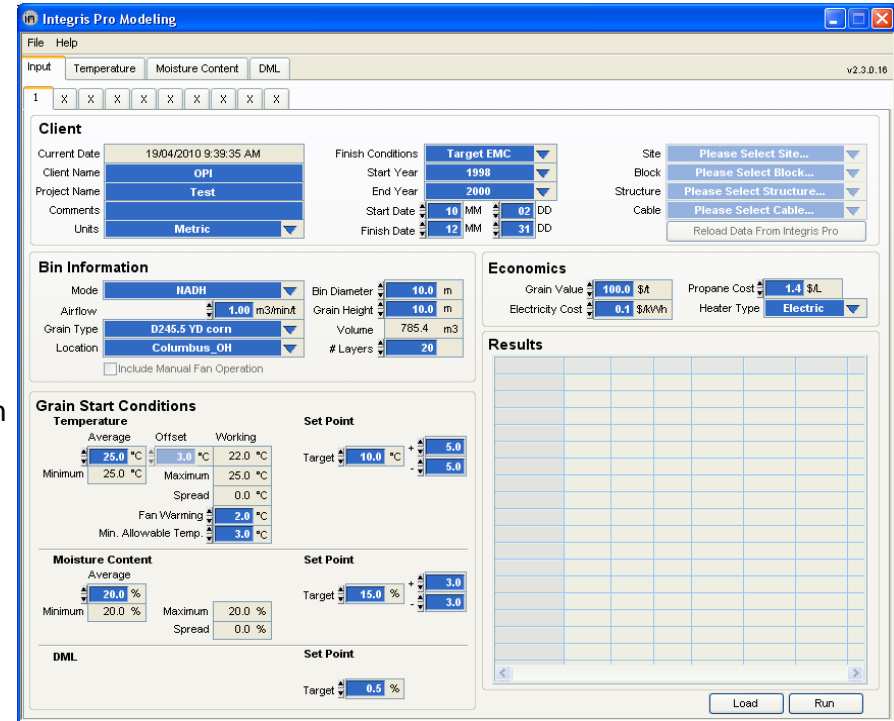 Integris Pro Modeling
File Help
Input Temperature Moisture Content DML v2.3.0.16
1 X X X X X X X X
Client
Current Date 19/04/2010 9:39:35 AM Finish Conditions Target EMC Site Please Select Site...
Client Name OPI Start Year 1998 Block Please Select Block...
Project Name Test End Year 2000 Structure Please Select Structure...
Comments Start Date 10 MM 02 DD Cable Please Select Cable...
Units Metric Finish Date 12 MM 31 DD Reload Data From Integris Pro
Bin Information
Mode NADH Bin Diameter 10.0 m
Airflow 1.00 m3/min/t Grain Height 10.0 m
Grain Type D245.5 YD corn Volume 785.4 m3
Location Columbus_OH # Layers 20
Include Manual Fan Operation
Economics
Grain Value 100.0 $/t Propane Cost 1.4 $/L
Electricity Cost 0.1 $/kWh Heater Type Electric
Results
n
Grain Start Conditions
Temperature Set Point
Average Offset Working
25.0 °C 3.0 °C 22.0 °C Target 10.0 °C + 5.0
- 5.0
Minimum 25.0 °C Maximum 25.0 °C
Spread 0.0 °C
Fan Warming 2.0 °C
Min. Allowable Temp. 3.0 °C
Moisture Content Set Point
Average
20.0 % Target 15.0 % + 3.0
- 3.0
Minimum 20.0 % Maximum 20.0 %
Spread 0.0 %
DML Set Point
Target 0.5 %
Load Run